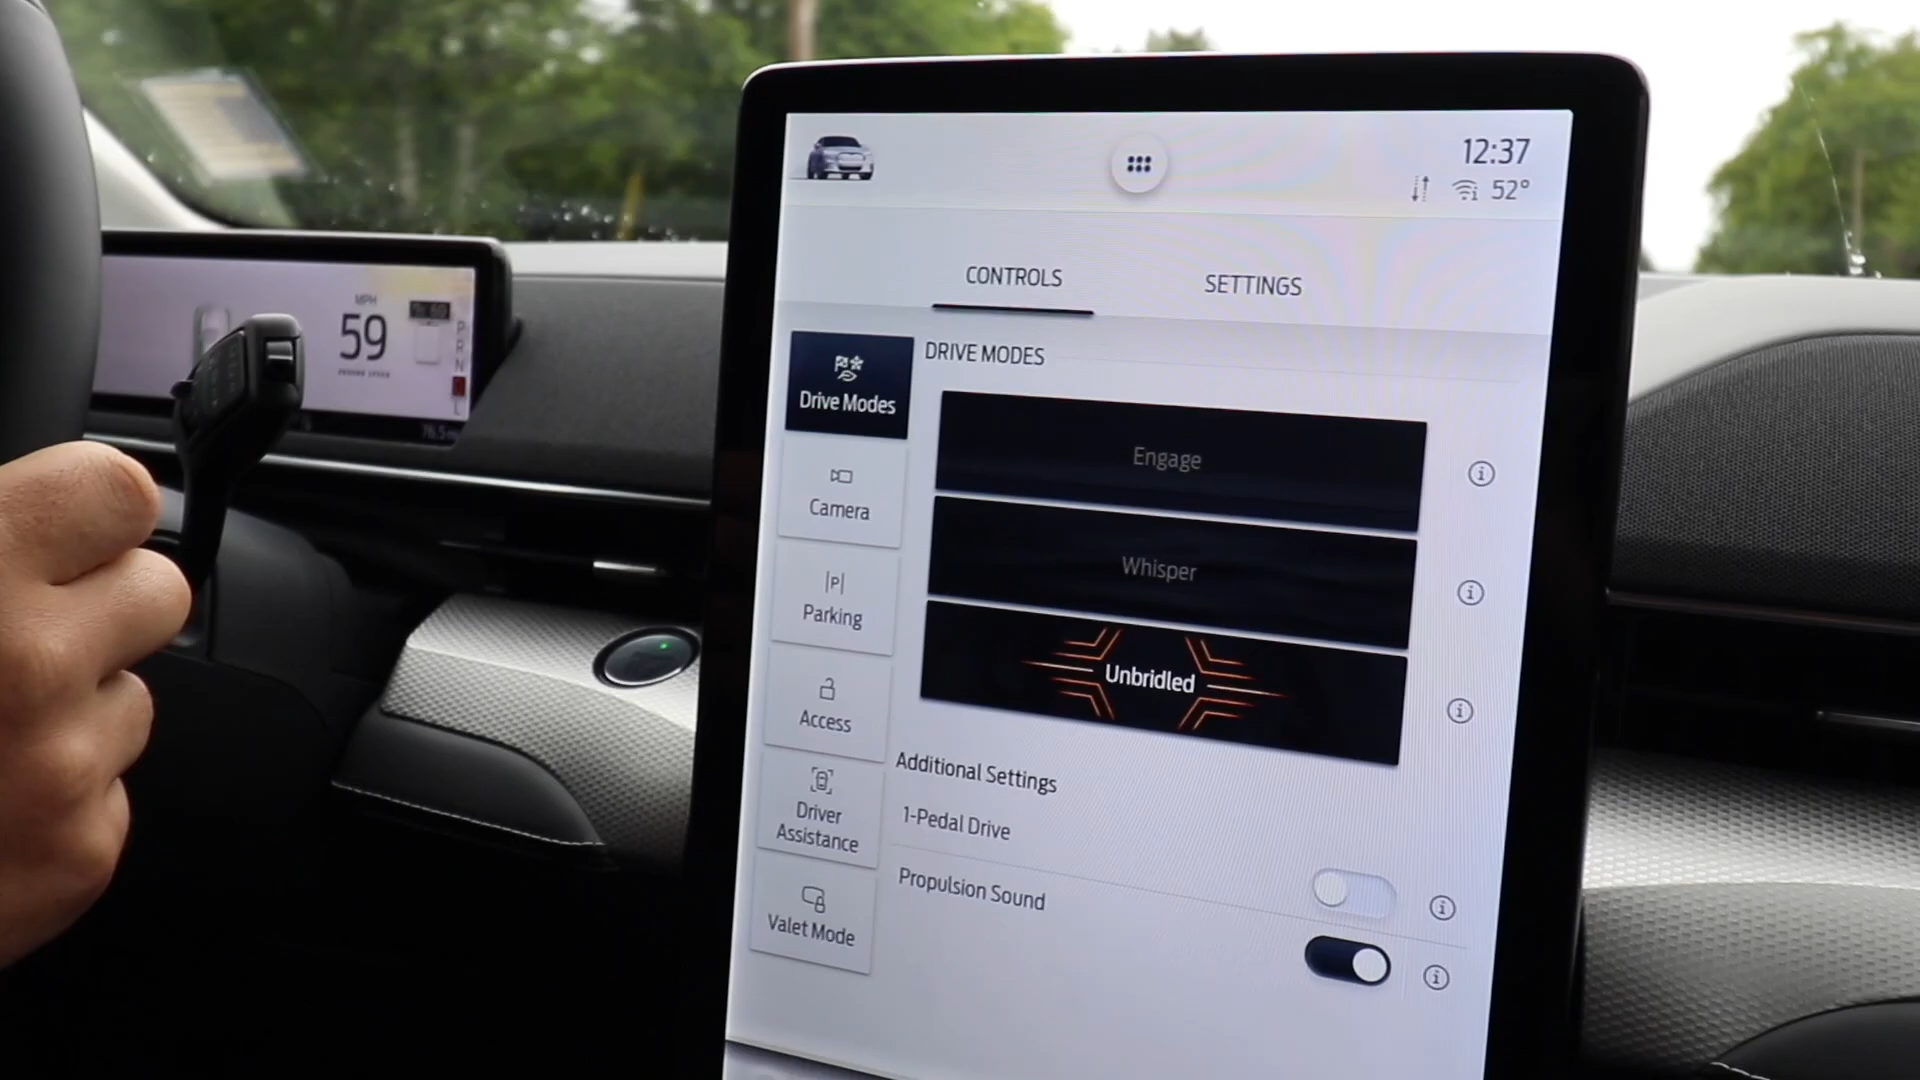 12:37
52°
CONTROLS
SETTINGS
DRIVE MODES
Drive Modes
Engage
Camera
Whisper
Parking
Unbridled
Access
Additional Settings
1-Pedal Drive
Driver
Assistance
Propulsion Sound
Valet Mode
MPH
59
P
R
N
L